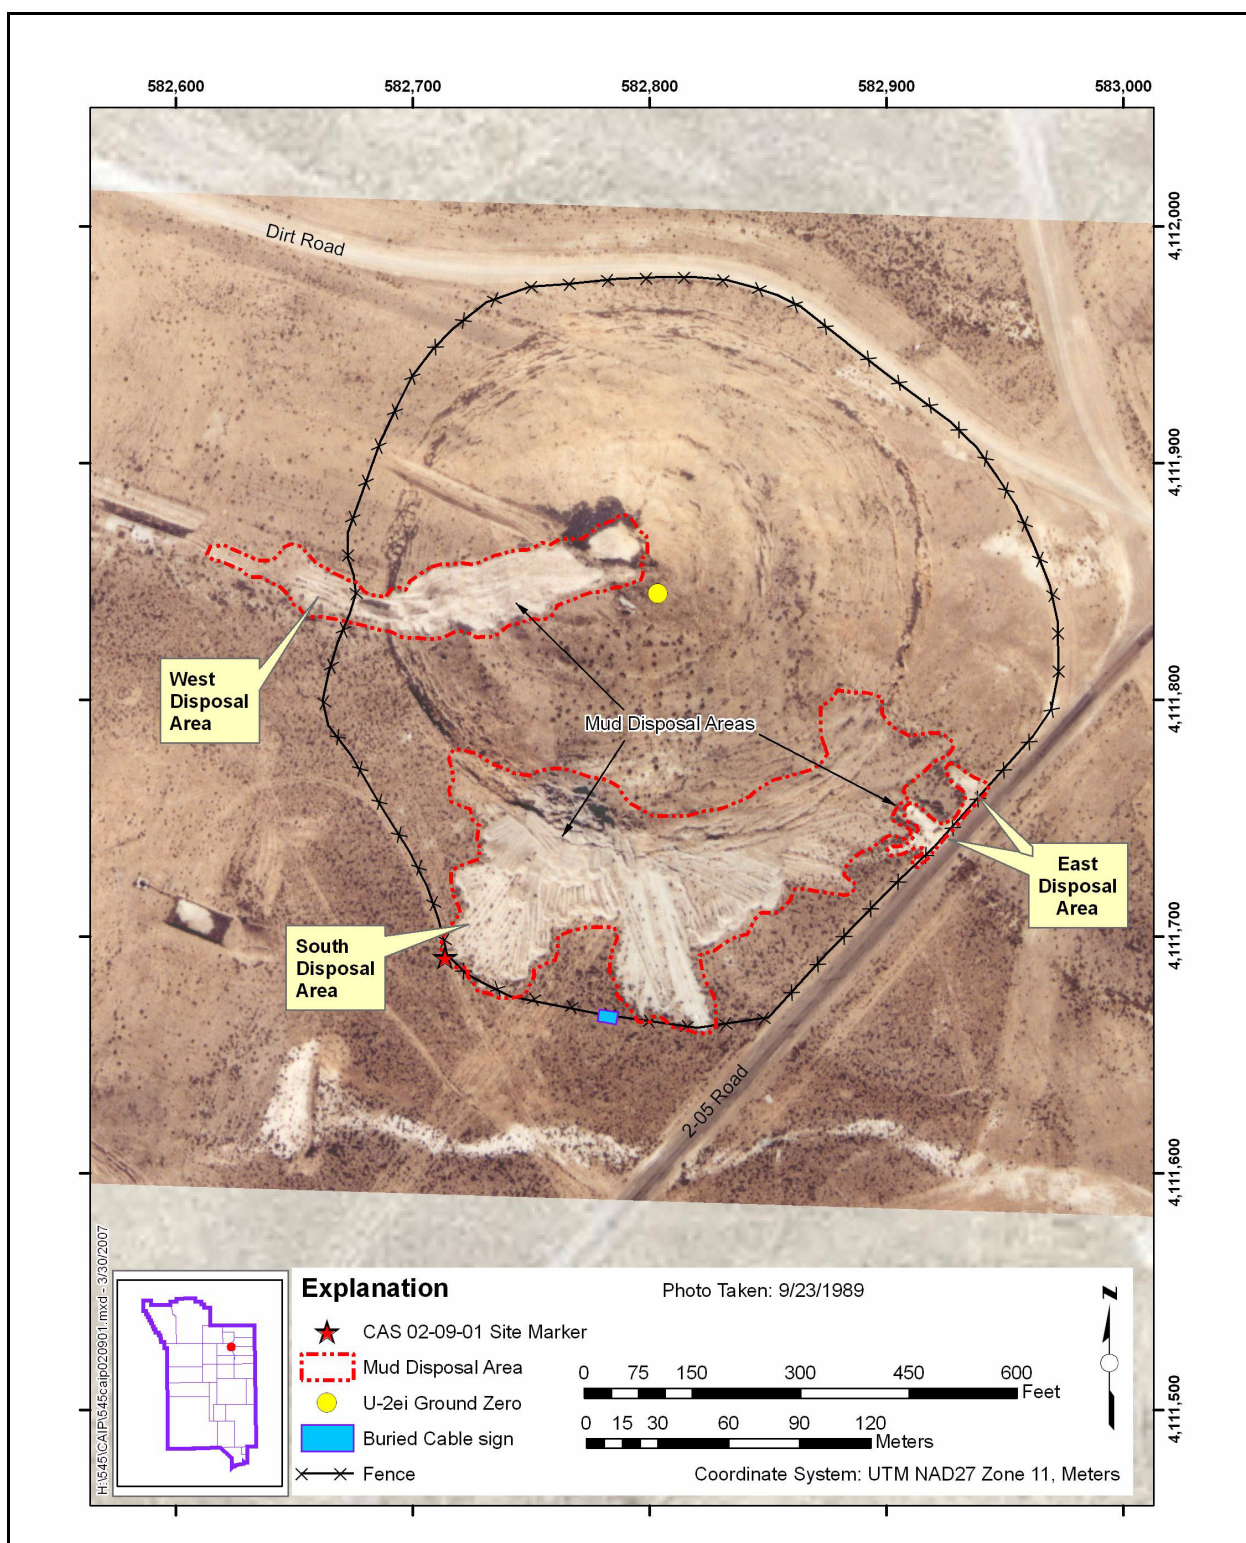 582,600 582,700 582,800 582,900 583,000
4,112,000
Dirt Road
4,111,900
West
Disposal
Area
4,111,800
Mud Disposal Areas
East
Disposal
Area
4,111,700
South
Disposal
Area
2-05 Road
4,111,600
H:\545\CAIP\545caip020901.mxd - 3/30/2007
Explanation
Photo Taken: 9/23/1989
N
CAS 02-09-01 Site Marker
Mud Disposal Area
U-2ei Ground Zero
Buried Cable sign
Fence
0 75 150 300 450 600
Feet
0 15 30 60 90 120
Meters
4,111,500
Coordinate System: UTM NAD27 Zone 11, Meters